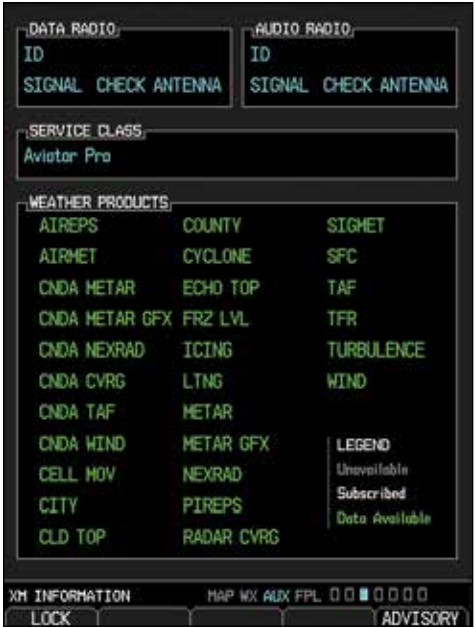 DATA RADIO
ID
SIGNAL CHECK ANTENNA
AUDIO RADIO
ID
SIGNAL CHECK ANTENNA
SERVICE CLASS
Aviator Pro
WEATHER PRODUCTS
AIREPS COUNTY SIGMET
AIRMET CYCLONE SFC
CNDA METAR ECHO TOP TAF
CNDA METAR GFX FRZ LVL TFR
CNDA NEXRAD ICING TURBULENCE
CNDA CVRG LTNG WIND
CNDA TAF METAR
CNDA WIND METAR GFX
CELL MOV NEXRAD
CITY PIREPS
CLD TOP RADAR CVRG
LEGEND
Unavailable
Subscribed
Data Available
XM INFORMATION MAP WX AUX FPL
LOCK ADVISORY